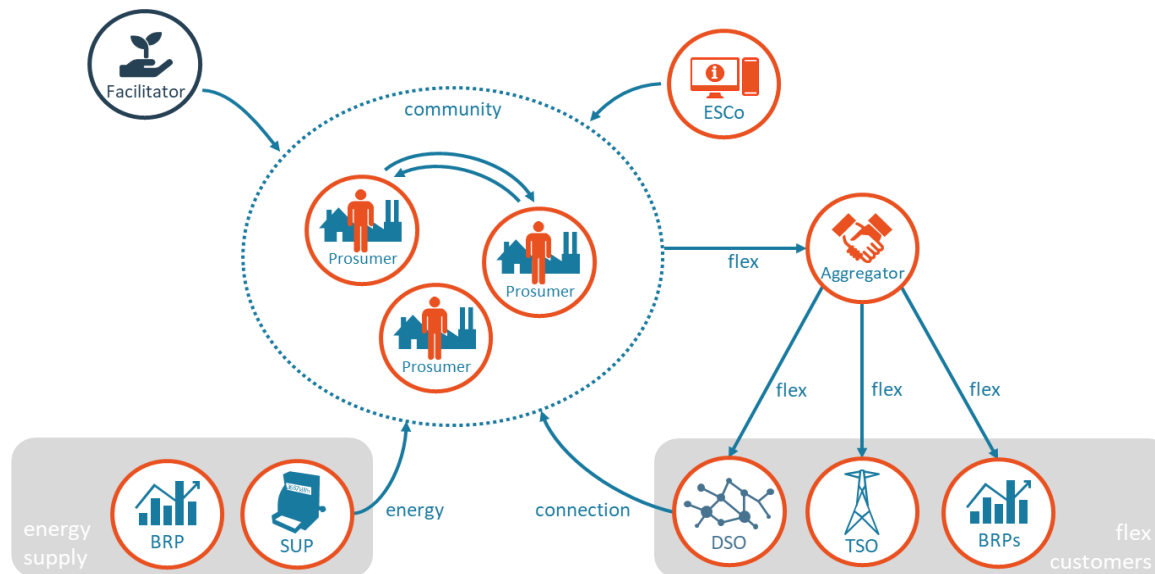 Facilitator
ESCo
community
Prosumer
Prosumer
Prosumer
flex
Aggregator
flex
flex
flex
energy
supply
BRP
SUP
energy
connection
DSO
TSO
BRPs
flex
customers